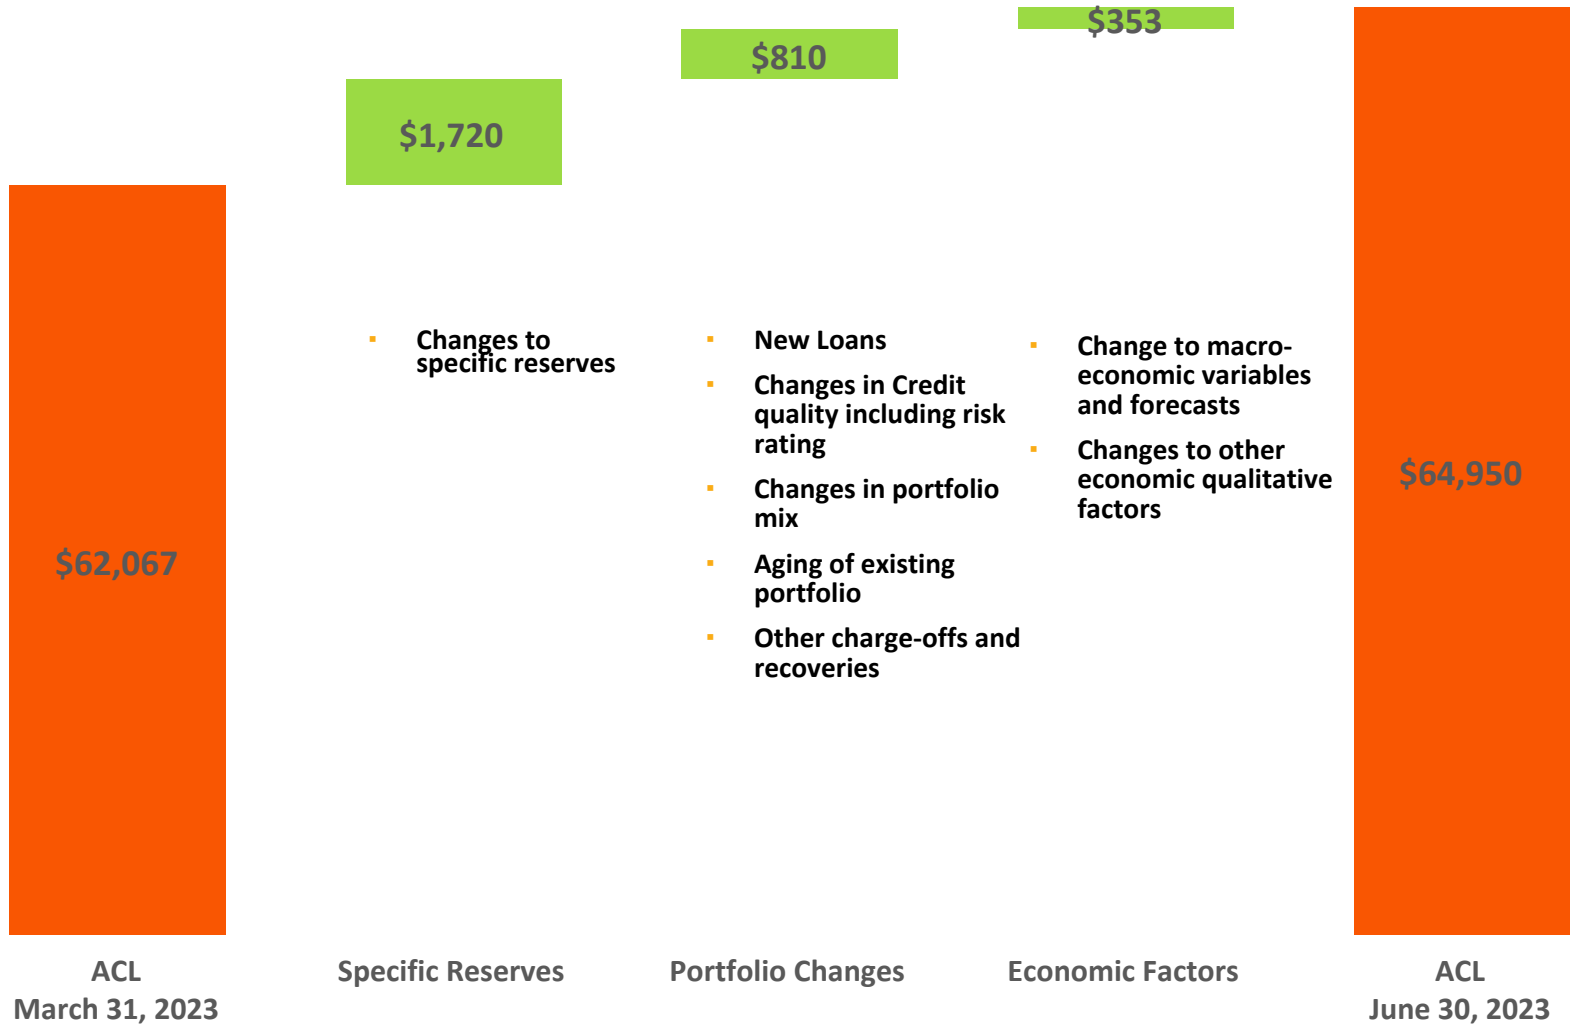 $353
$810
$1,720
▪ Changes to
specific reserves
▪ New Loans
▪ Changes in Credit
quality including risk
rating
▪ Changes in portfolio
mix
▪ Aging of existing
portfolio
▪ Other charge-offs and
recoveries
▪ Change to macro-
economic variables
and forecasts
▪ Changes to other
economic qualitative
factors
$64,950
$62,067
ACL
March 31, 2023
Specific Reserves
Portfolio Changes
Economic Factors
ACL
June 30, 2023